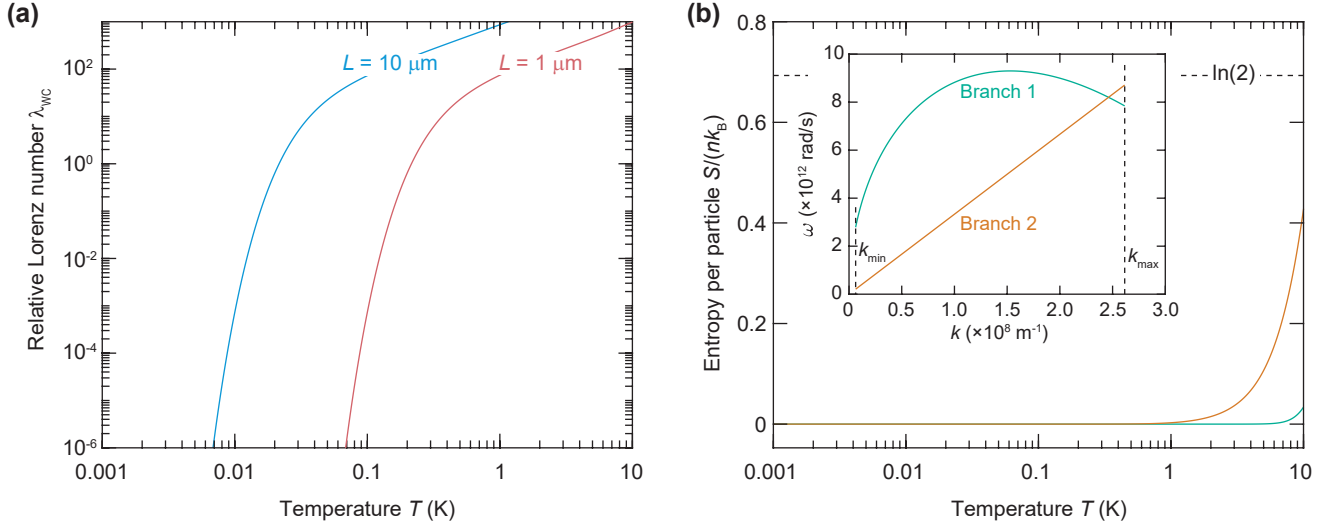 (a)
Relative Lorenz number λWC
10²
10⁰
10⁻²
10⁻⁴
10⁻⁶
L = 10 μm
L = 1 μm
0.001
0.01
0.1
1
10
Temperature T (K)
(b)
Entropy per particle S/(nkB)
0.8
0.6
0.4
0.2
0
ln(2)
ω (×10¹² rad/s)
10
8
6
4
2
0
Branch 1
Branch 2
kmin
kmax
0
0.5
1.0
1.5
2.0
2.5
3.0
k (×10⁸ m⁻¹)
0.001
0.01
0.1
1
10
Temperature T (K)